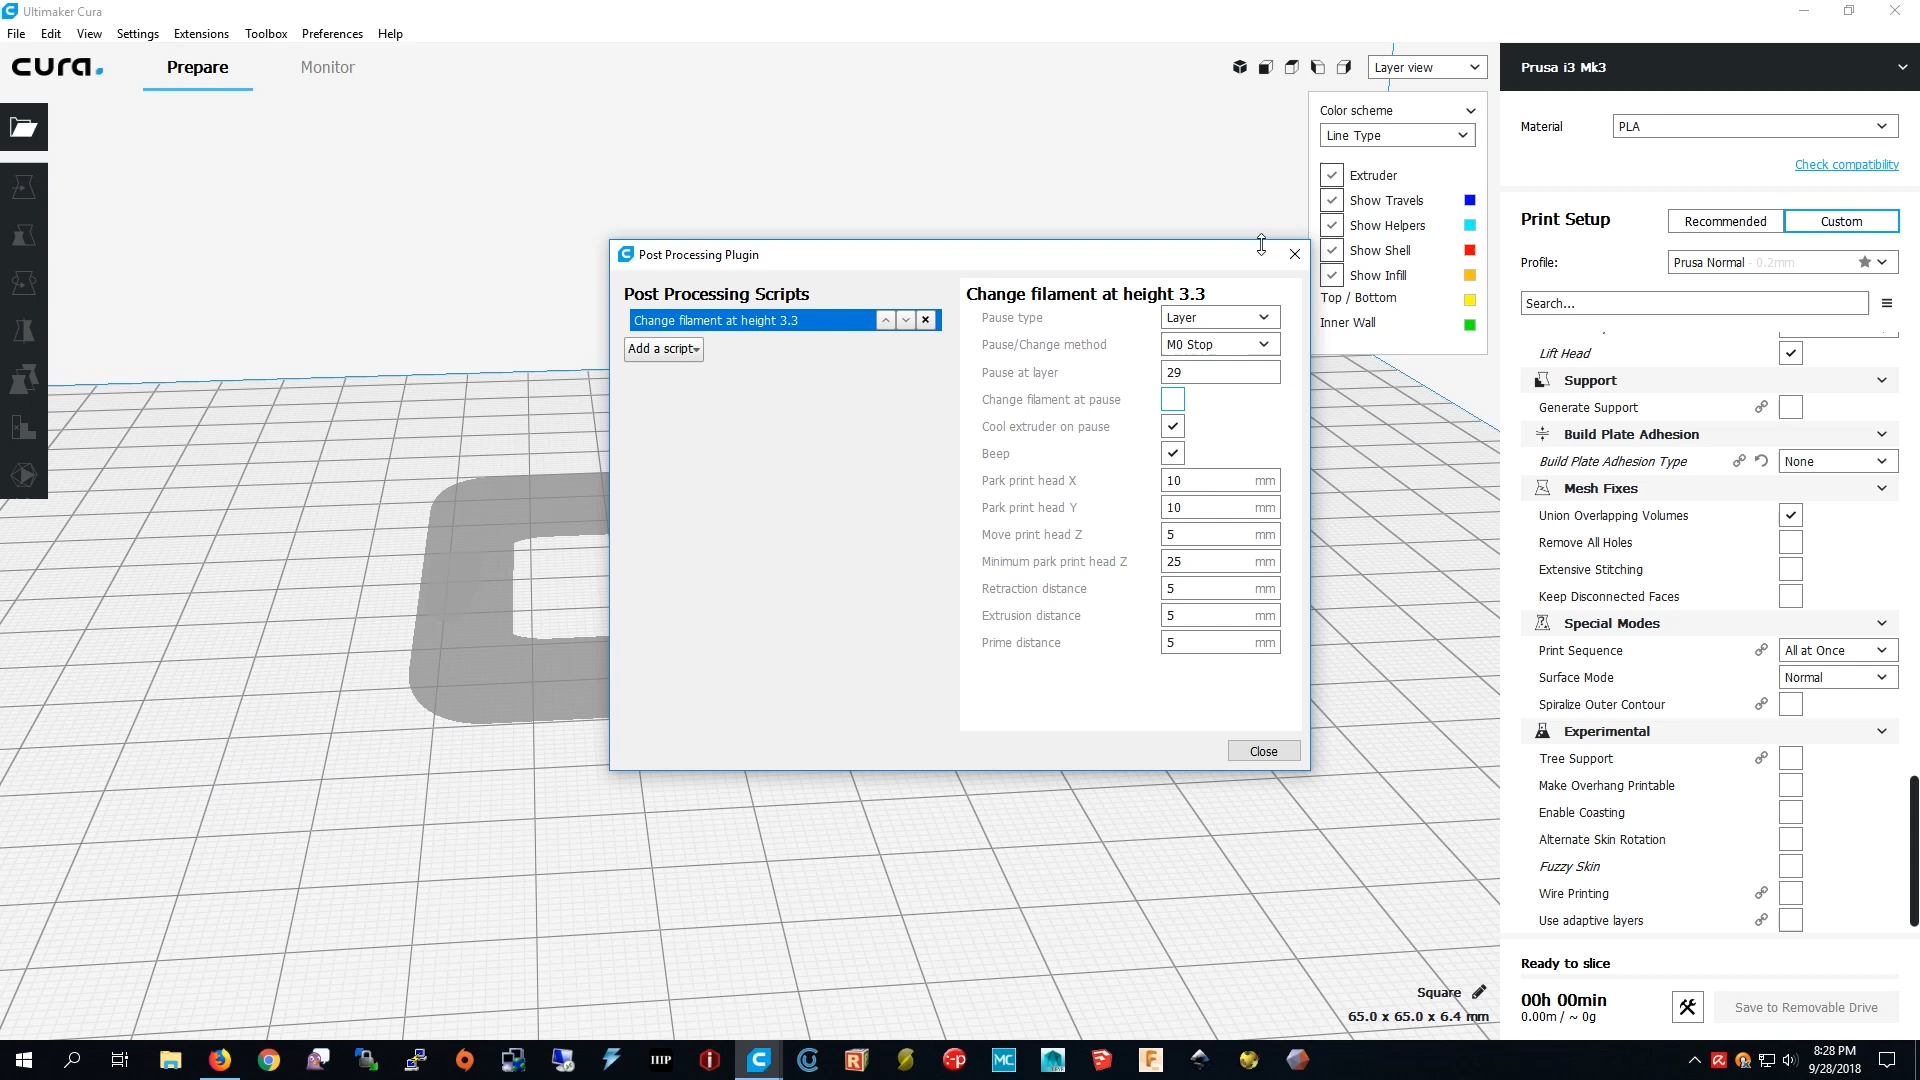 Ultimaker Cura
File Edit View Settings Extensions Toolbox Preferences Help
cura.
Prepare
Monitor
Layer view
Prusa i3 Mk3
Color scheme
Line Type
Extruder
Show Travels
Show Helpers
Show Shell
Show Infill
Top / Bottom
Inner Wall
Material
PLA
Check compatibility
Print Setup
Recommended
Custom
Profile:
Prusa Normal - 0.2mm
Search...
Lift Head
Support
Generate Support
Build Plate Adhesion
Build Plate Adhesion Type
None
Mesh Fixes
Union Overlapping Volumes
Remove All Holes
Extensive Stitching
Keep Disconnected Faces
Special Modes
Print Sequence
All at Once
Surface Mode
Normal
Spiralize Outer Contour
Experimental
Tree Support
Make Overhang Printable
Enable Coasting
Alternate Skin Rotation
Fuzzy Skin
Wire Printing
Use adaptive layers
Ready to slice
00h 00min
0.00m / ~ 0g
Save to Removable Drive
Post Processing Plugin
Post Processing Scripts
Change filament at height 3.3
Add a script
Change filament at height 3.3
Pause type
Layer
Pause/Change method
M0 Stop
Pause at layer
29
Change filament at pause
Cool extruder on pause
Beep
Park print head X
10 mm
Park print head Y
10 mm
Move print head Z
5 mm
Minimum park print head Z
25 mm
Retraction distance
5 mm
Extrusion distance
5 mm
Prime distance
5 mm
Close
Square
65.0 x 65.0 x 6.4 mm
MC
8:28 PM
9/28/2018